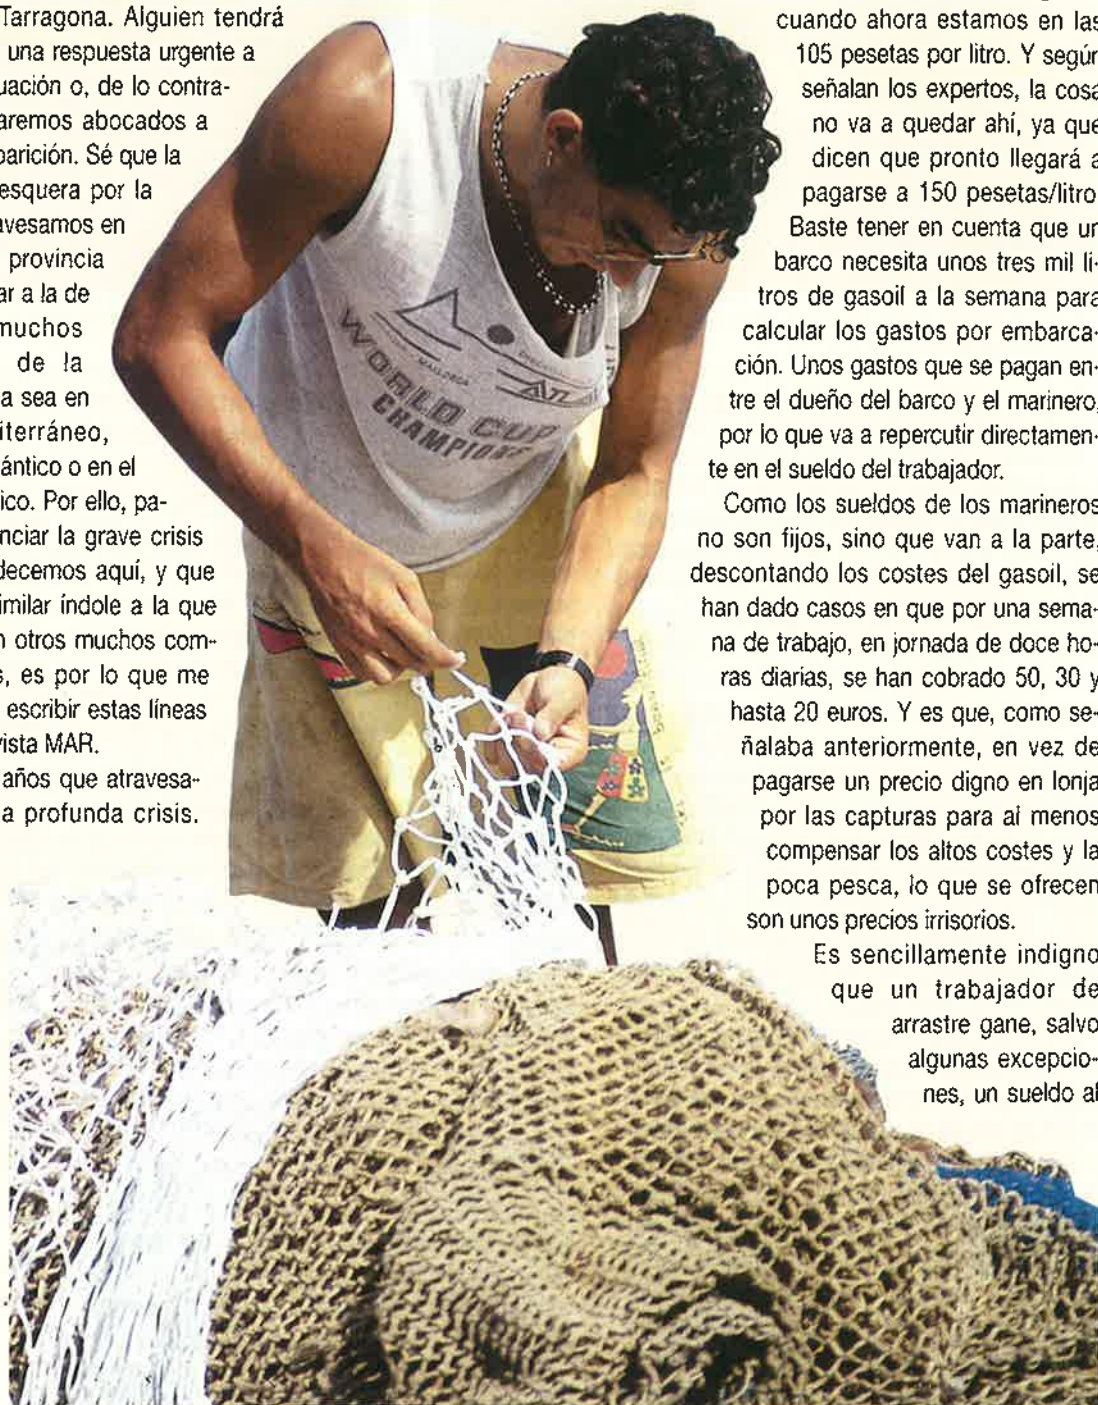 Tarragona. Alguien tendrá
una respuesta urgente a
uación o, de lo contra-
aremos abocados a
parición. Sé que la
esquera por la
avesamos en
provincia
ar a la de
muchos
de la
a sea en
iterráneo,
ántico o en el
ico. Por ello, pa-
nciar la grave crisis
decemos aquí, y que
imilar índole a la que
n otros muchos com-
s, es por lo que me
escribir estas líneas
vista MAR.
años que atravesa-
a profunda crisis.
MALLORCA
ATL
WORLD CUP
CHAMPIONS
cuando ahora estamos en las
105 pesetas por litro. Y según
señalan los expertos, la cosa
no va a quedar ahí, ya que
dicen que pronto llegará a
pagarse a 150 pesetas/litro
Baste tener en cuenta que un
barco necesita unos tres mil li-
tros de gasoil a la semana para
calcular los gastos por embarca-
ción. Unos gastos que se pagan en-
tre el dueño del barco y el marinero,
por lo que va a repercutir directamen-
te en el sueldo del trabajador.
Como los sueldos de los marineros
no son fijos, sino que van a la parte,
descontando los costes del gasoil, se
han dado casos en que por una sema-
na de trabajo, en jornada de doce ho-
ras diarias, se han cobrado 50, 30 y
hasta 20 euros. Y es que, como se-
ñalaba anteriormente, en vez de
pagarse un precio digno en lonja
por las capturas para al menos
compensar los altos costes y la
poca pesca, lo que se ofrecen
son unos precios irrisorios.
Es sencillamente indigno
que un trabajador de
arrastre gane, salvo
algunas excepcio-
nes, un sueldo al